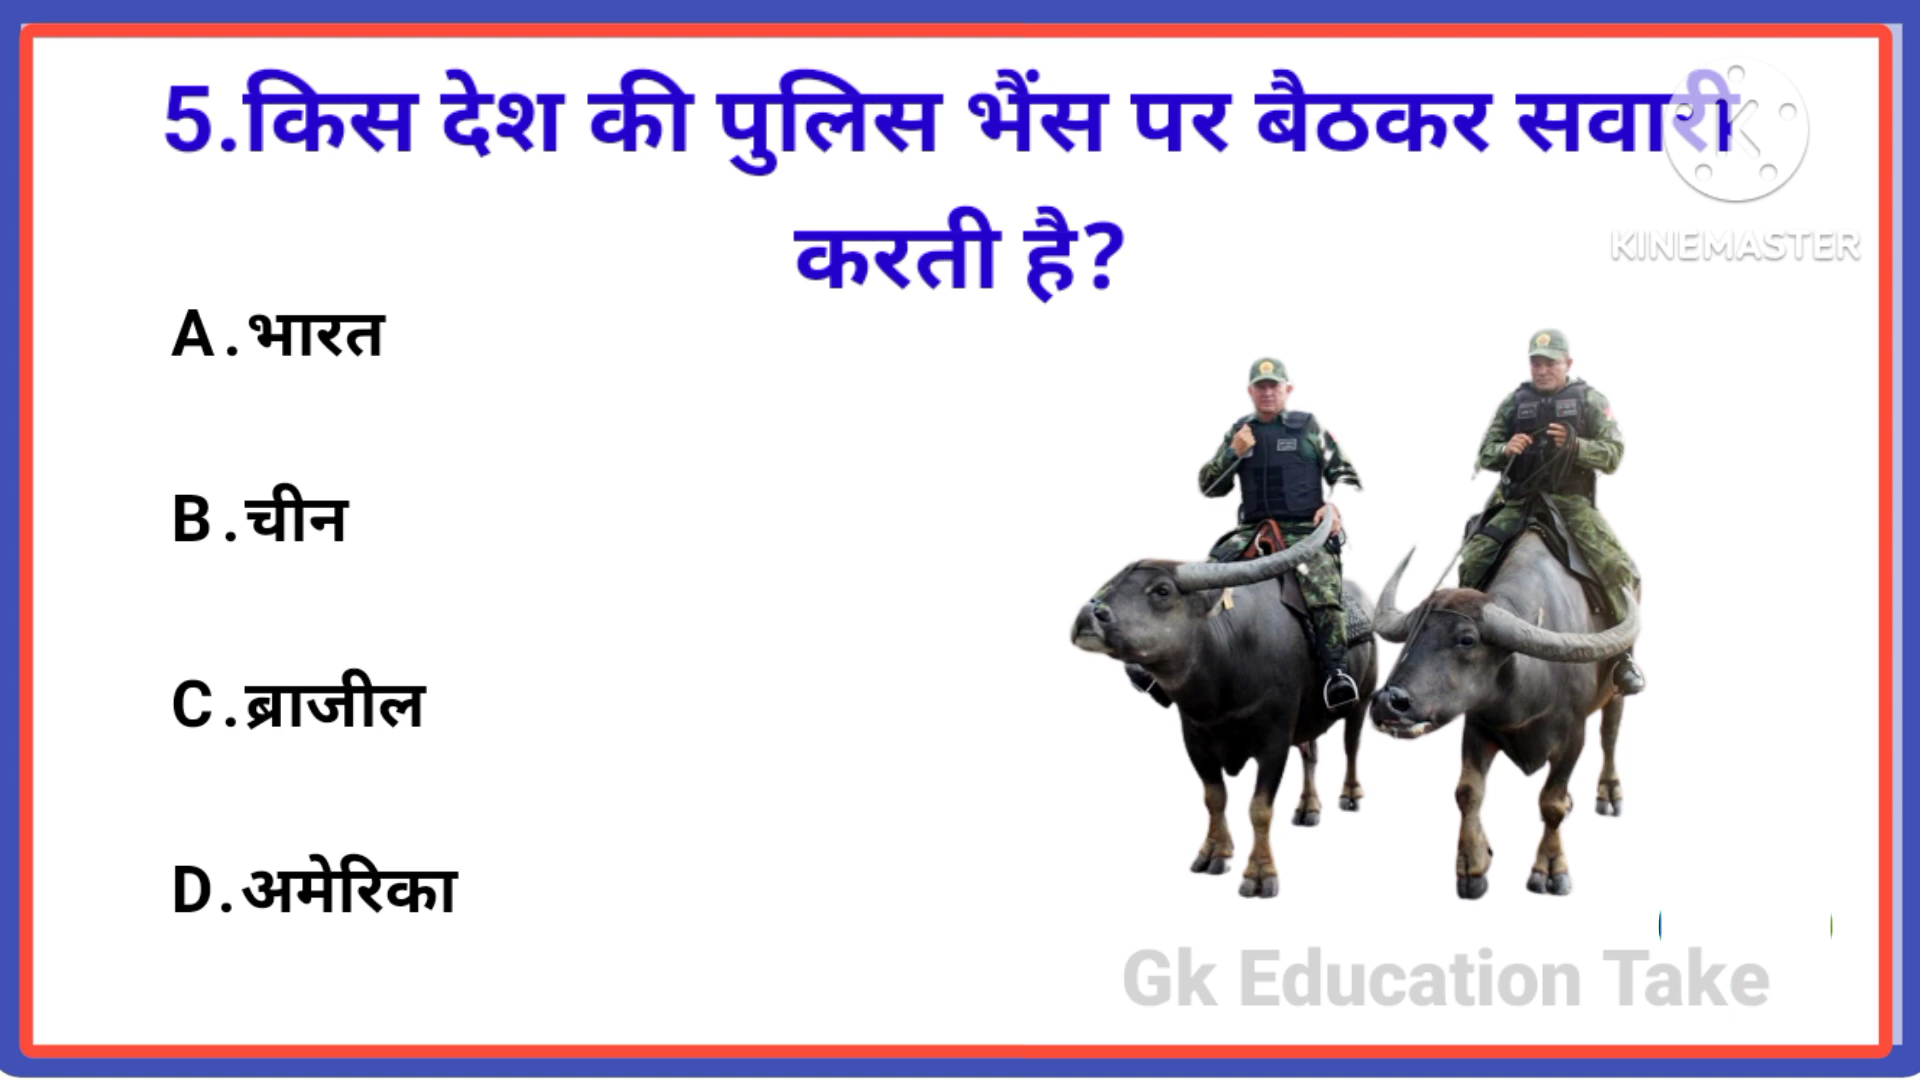 5.किस देश की पुलिस भैंस पर बैठकर सवारी
करती है?
KINEMASTER
A.भारत
B.चीन
C.ब्राजील
D.अमेरिका
Gk Education Take